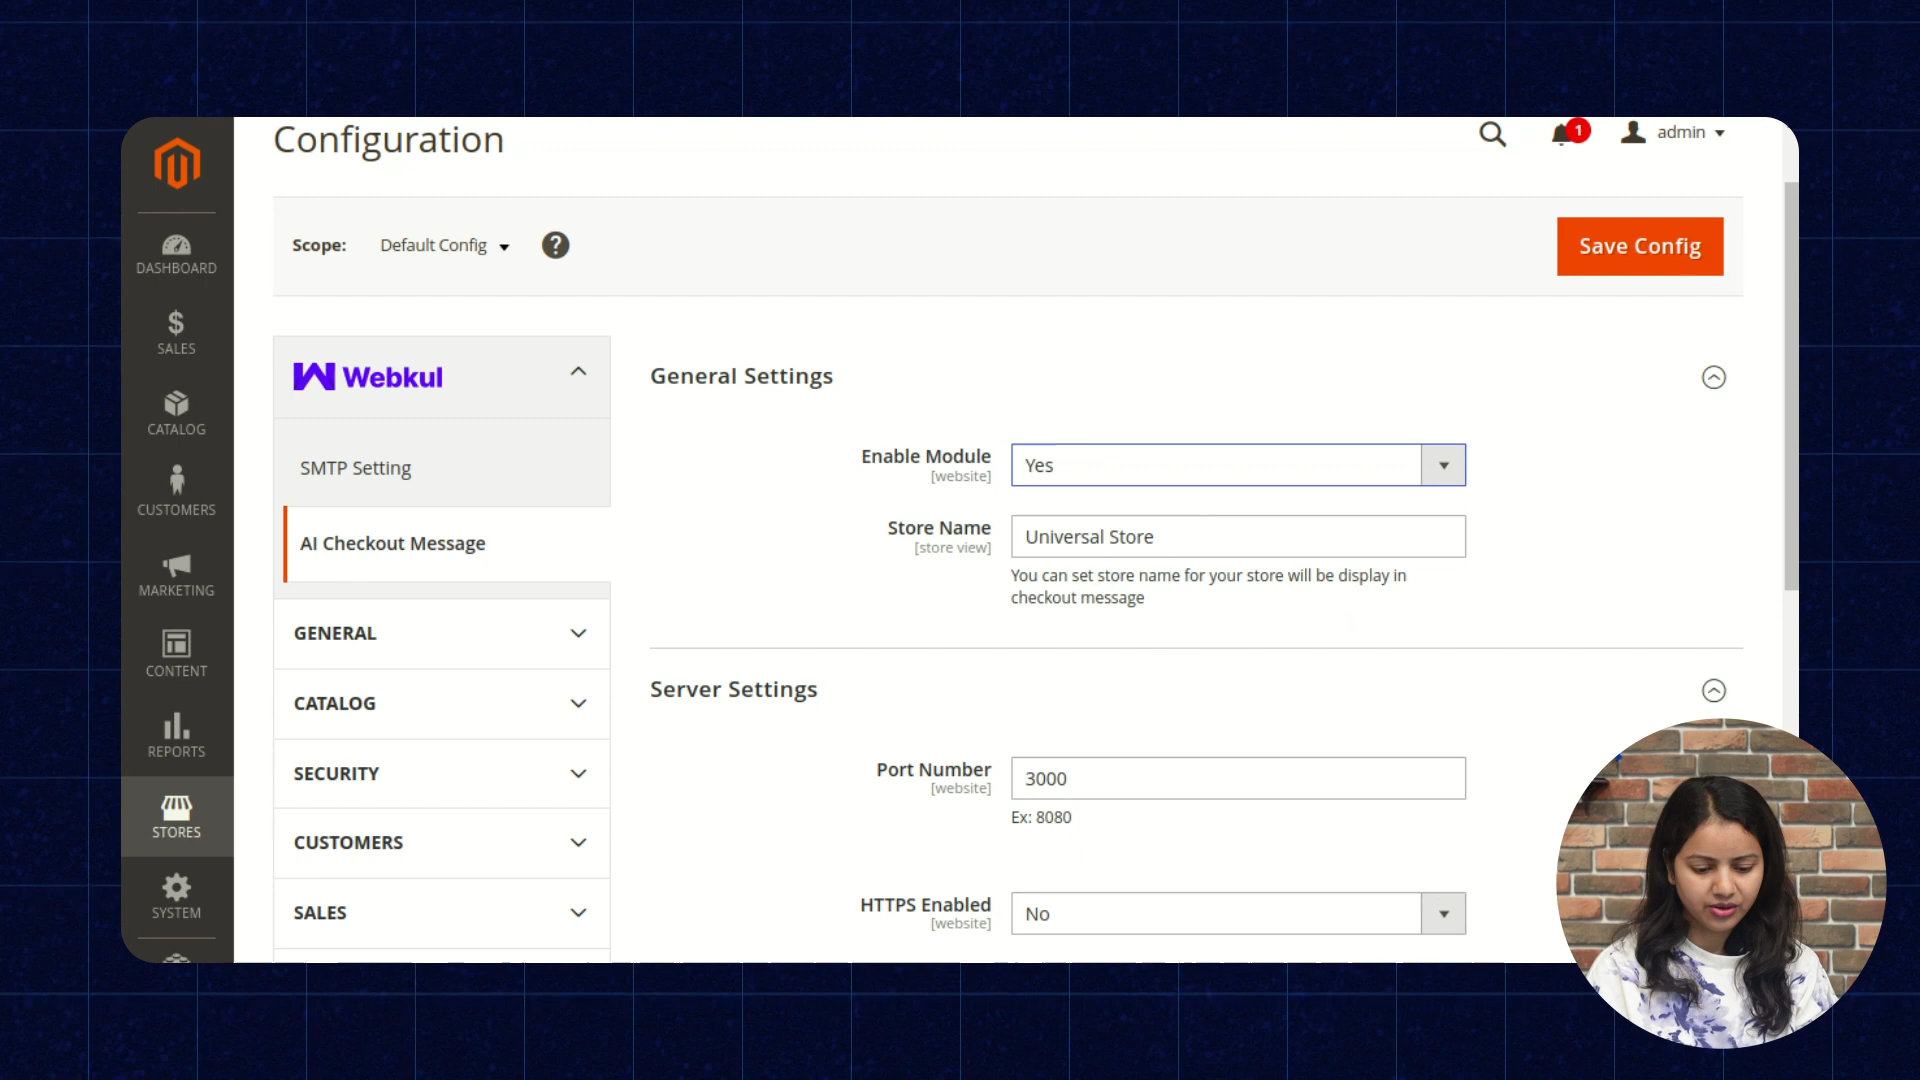 Configuration
1
admin
Scope:
Default Config
?
Save Config
DASHBOARD
SALES
CATALOG
CUSTOMERS
MARKETING
CONTENT
REPORTS
STORES
SYSTEM
Webkul
SMTP Setting
AI Checkout Message
GENERAL
CATALOG
SECURITY
CUSTOMERS
SALES
General Settings
Enable Module
[website]
Yes
Store Name
[store view]
Universal Store
You can set store name for your store will be display in
checkout message
Server Settings
Port Number
[website]
3000
Ex: 8080
HTTPS Enabled
[website]
No